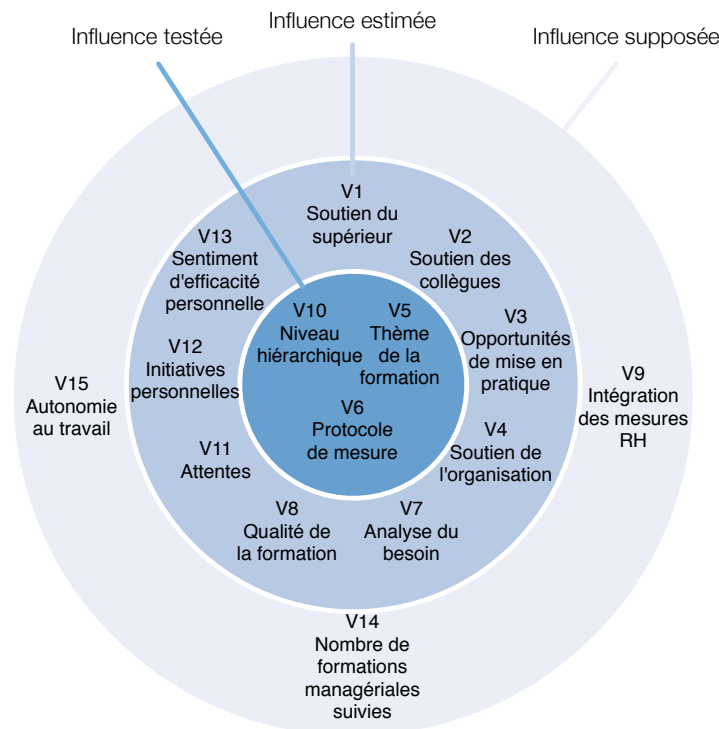 Influence testée
Influence estimée
Influence supposée
V1
Soutien du
supérieur
V13
Sentiment
d'efficacité
personnelle
V2
Soutien des
collègues
V10
Niveau
hiérarchique
V5
Thème
de la
formation
V3
Opportunités
de mise en
pratique
V12
Initiatives
personnelles
V15
Autonomie
au travail
V9
Intégration
des mesures
RH
V6
Protocole
de mesure
V4
Soutien de
l'organisation
V11
Attentes
V8
Qualité de
la formation
V7
Analyse du
besoin
V14
Nombre de
formations
managériales
suivies